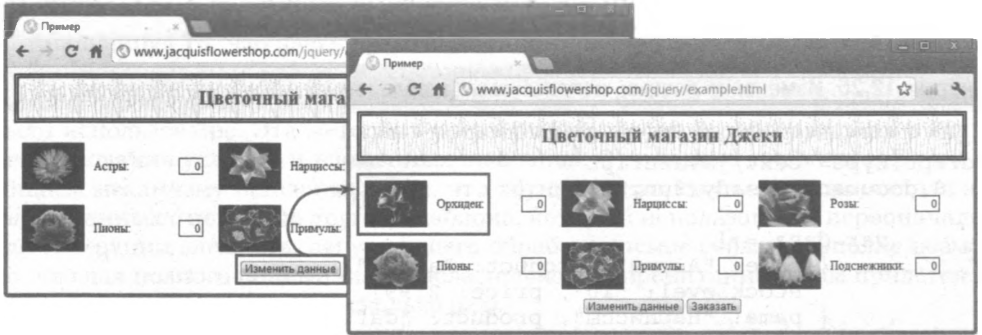 Пример
www.jacquisflowershop.com/jquery/
Цветочный мага
Астры: 0
Нарциссы:
Пионы: 0
Примулы:
Изменить данные
Пример
www.jacquisflowershop.com/jquery/example.html
Цветочный магазин Джеки
Орхидеи: 0 Нарциссы: 0 Розы: 0
Пионы: 0 Примулы: 0 Подснежники: 0
Изменить данные Заказать